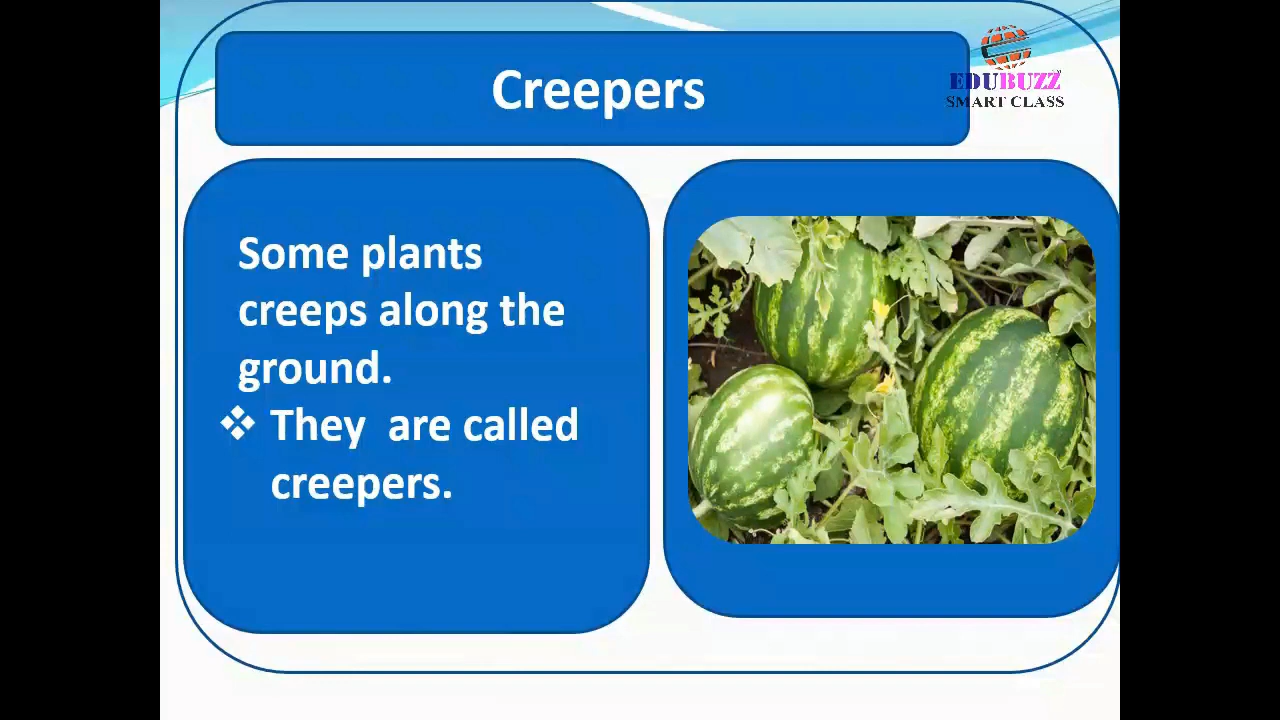 Creepers
EDUBUZZ
SMART CLASS
Some plants
creeps along the
ground.
❖ They are called
creepers.